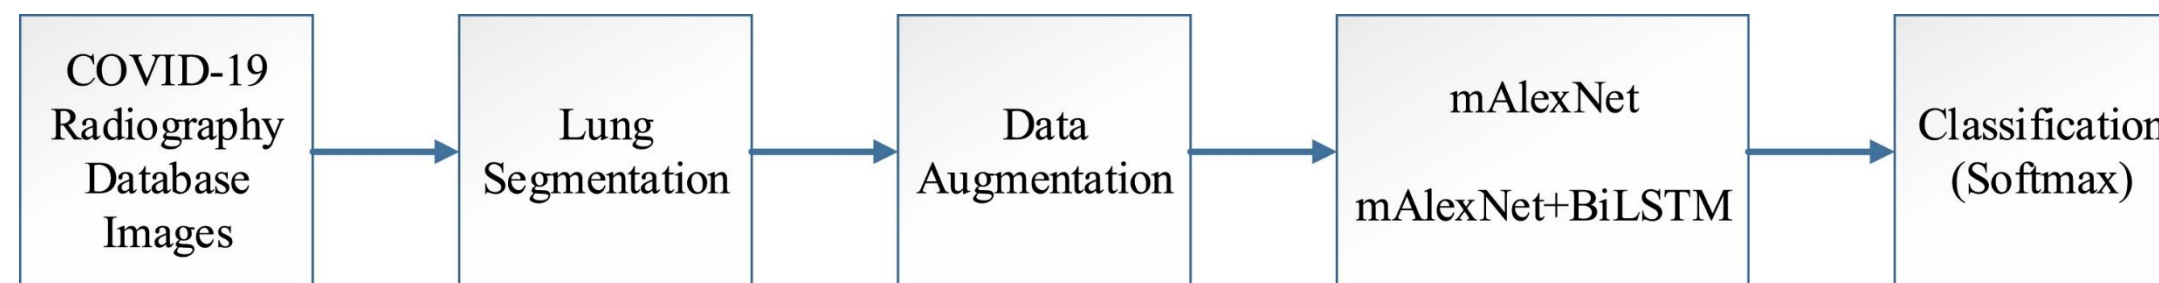 COVID-19
Radiography
Database
Images
Lung
Segmentation
Data
Augmentation
mAlexNet
mAlexNet+BiLSTM
Classification
(Softmax)